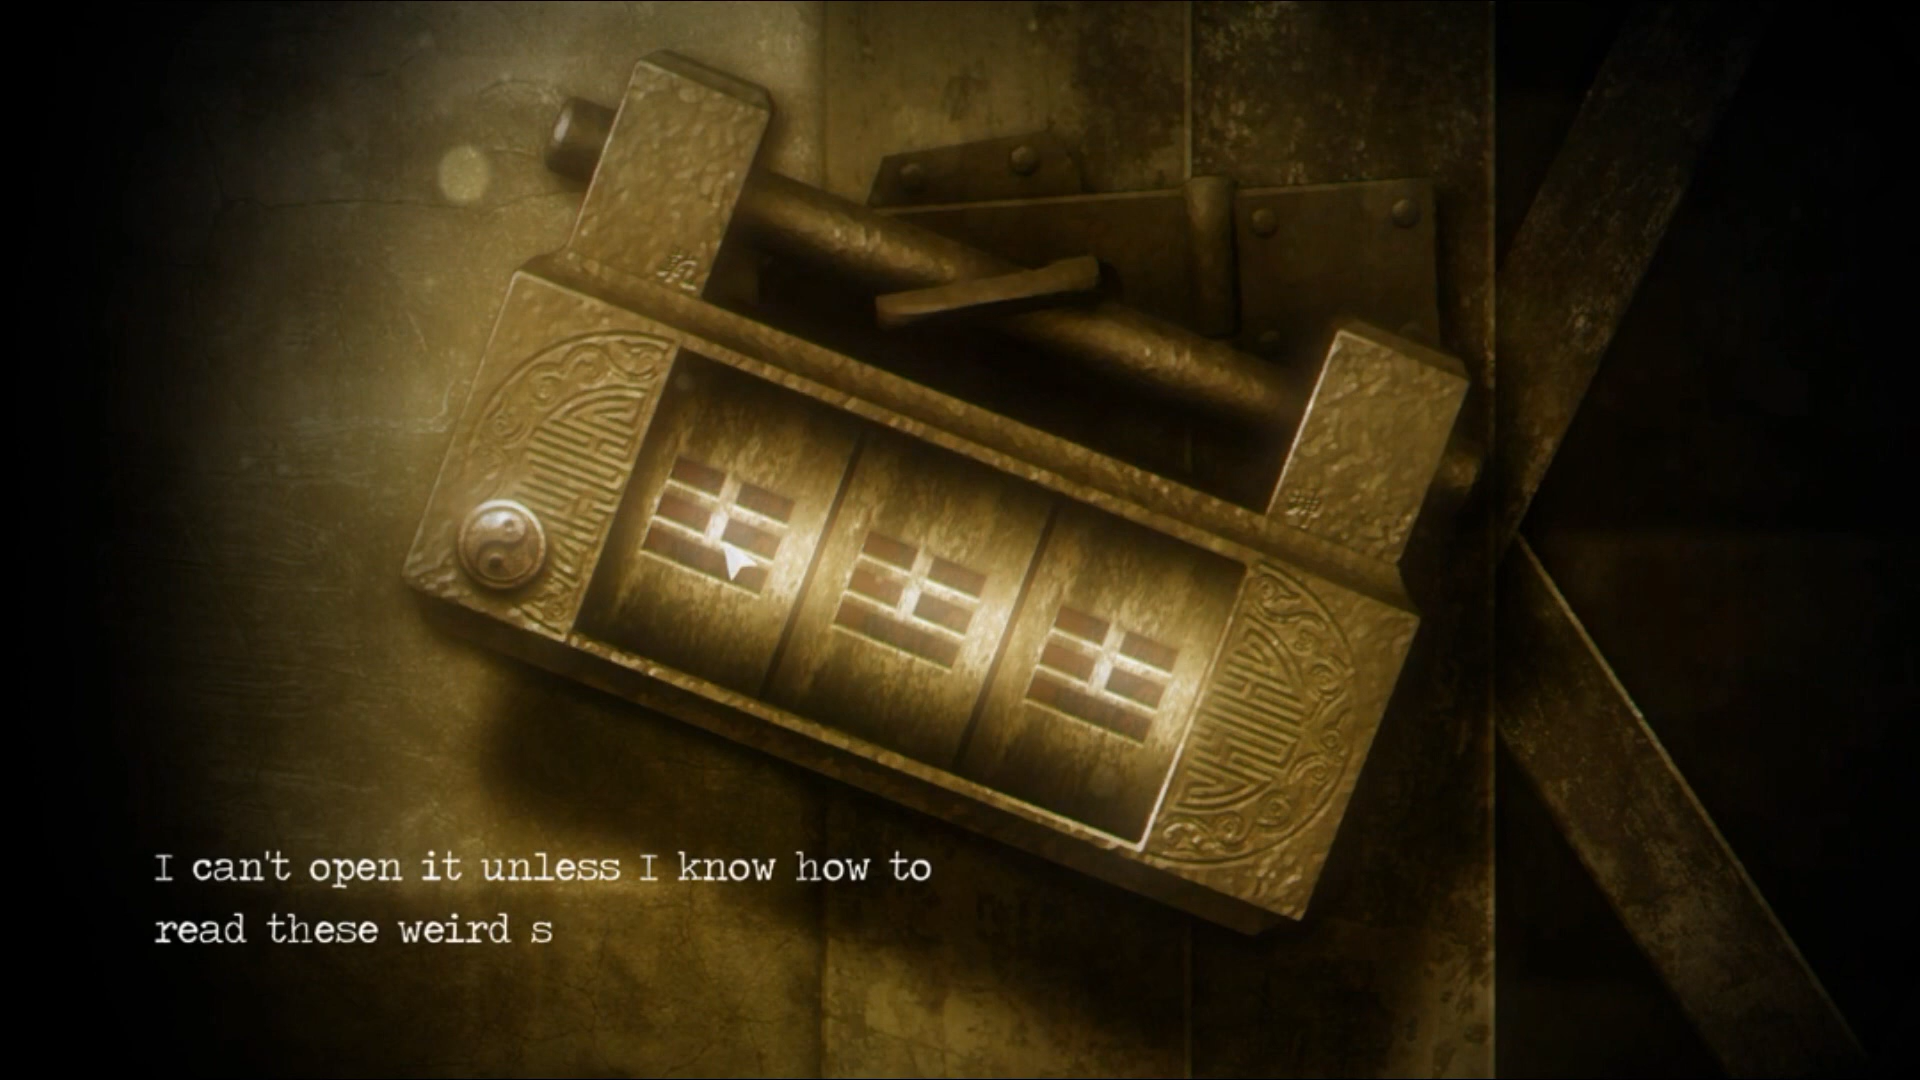 I can't open it unless I know how to
read these weird s